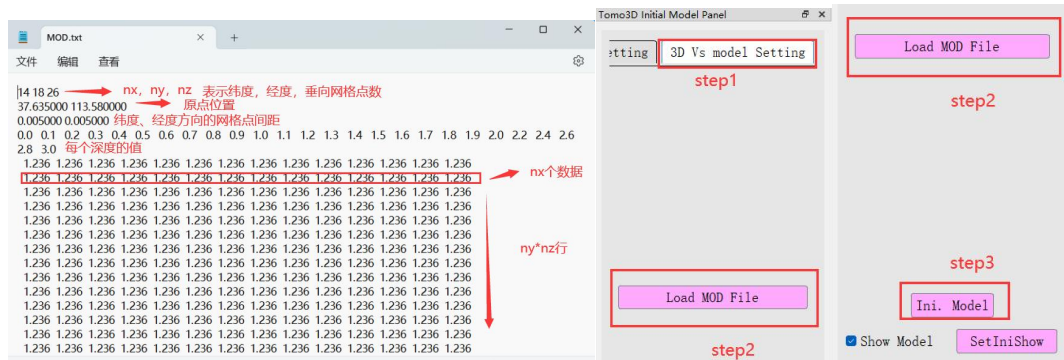 MOD.txt
文件 编辑 查看
14 18 26 nx, ny, nz 表示纬度，经度，垂向网格点数
37.635000 113.580000 原点位置
0.005000 0.005000 纬度、经度方向的网格点间距
0.0 0.1 0.2 0.3 0.4 0.5 0.6 0.7 0.8 0.9 1.0 1.1 1.2 1.3 1.4 1.5 1.6 1.7 1.8 1.9 2.0 2.2 2.4 2.6
2.8 3.0 每个深度的值
1.236 1.236 1.236 1.236 1.236 1.236 1.236 1.236 1.236 1.236 1.236 1.236 1.236 1.236 1.236 1.236
1.236 1.236 1.236 1.236 1.236 1.236 1.236 1.236 1.236 1.236 1.236 1.236 1.236 1.236 1.236 1.236 nx个数据
1.236 1.236 1.236 1.236 1.236 1.236 1.236 1.236 1.236 1.236 1.236 1.236 1.236 1.236 1.236 1.236
1.236 1.236 1.236 1.236 1.236 1.236 1.236 1.236 1.236 1.236 1.236 1.236 1.236 1.236 1.236 1.236
1.236 1.236 1.236 1.236 1.236 1.236 1.236 1.236 1.236 1.236 1.236 1.236 1.236 1.236 1.236 1.236
1.236 1.236 1.236 1.236 1.236 1.236 1.236 1.236 1.236 1.236 1.236 1.236 1.236 1.236 1.236 1.236
1.236 1.236 1.236 1.236 1.236 1.236 1.236 1.236 1.236 1.236 1.236 1.236 1.236 1.236 1.236 1.236 ny*nz行
1.236 1.236 1.236 1.236 1.236 1.236 1.236 1.236 1.236 1.236 1.236 1.236 1.236 1.236 1.236 1.236
1.236 1.236 1.236 1.236 1.236 1.236 1.236 1.236 1.236 1.236 1.236 1.236 1.236 1.236 1.236 1.236
1.236 1.236 1.236 1.236 1.236 1.236 1.236 1.236 1.236 1.236 1.236 1.236 1.236 1.236 1.236 1.236
1.236 1.236 1.236 1.236 1.236 1.236 1.236 1.236 1.236 1.236 1.236 1.236 1.236 1.236 1.236 1.236
1.236 1.236 1.236 1.236 1.236 1.236 1.236 1.236 1.236 1.236 1.236 1.236 1.236 1.236 1.236 1.236
1.236 1.236 1.236 1.236 1.236 1.236 1.236 1.236 1.236 1.236 1.236 1.236 1.236 1.236 1.236 1.236
1.236 1.236 1.236 1.236 1.236 1.236 1.236 1.236 1.236 1.236 1.236 1.236 1.236 1.236 1.236 1.236
Tomo3D Initial Model Panel
etting 3D Vs model Setting
step1
Load MOD File
step2
Load MOD File
step2
step3
Ini. Model
Show Model SetIniShow